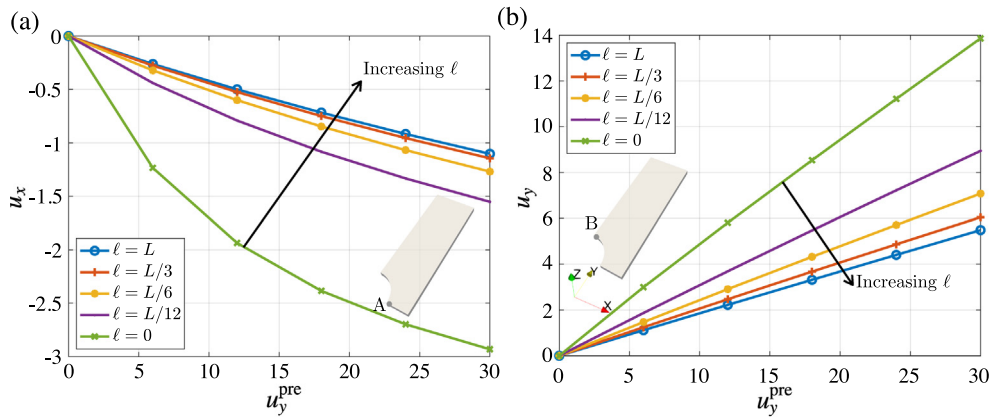 (a)
0
-0.5
-1
-1.5
-2
-2.5
-3
u_x
0 5 10 15 20 25 30
u_y^pre
Increasing ℓ
ℓ = L
ℓ = L/3
ℓ = L/6
ℓ = L/12
ℓ = 0
A
(b)
14
12
10
8
6
4
2
0
u_y
0 5 10 15 20 25 30
u_y^pre
ℓ = L
ℓ = L/3
ℓ = L/6
ℓ = L/12
ℓ = 0
B
Z
Y
X
Increasing ℓ